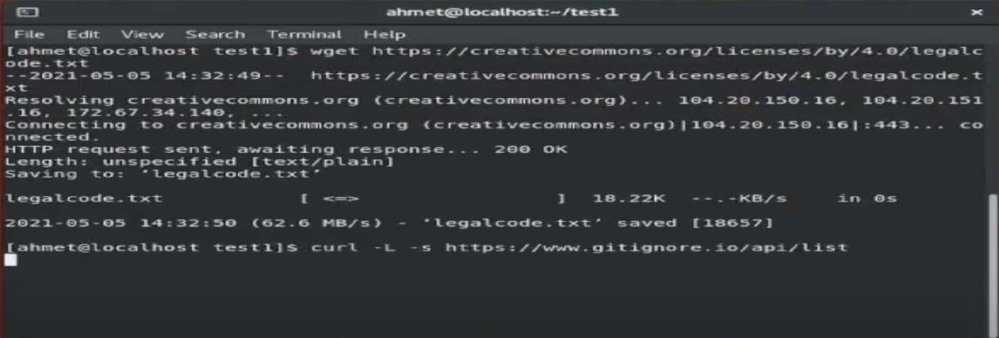 ahmet@localhost:~/test1
×
File Edit View Search Terminal Help
[ahmet@localhost test1]$ wget https://creativecommons.org/licenses/by/4.0/legalc
ode.txt
--2021-05-05 14:32:49-- https://creativecommons.org/licenses/by/4.0/legalcode.t
xt
Resolving creativecommons.org (creativecommons.org)... 104.20.150.16, 104.20.151
.16, 172.67.34.140, ...
Connecting to creativecommons.org (creativecommons.org)|104.20.150.16|:443... co
nnected.
HTTP request sent, awaiting response... 200 OK
Length: unspecified [text/plain]
Saving to: ‘legalcode.txt’
legalcode.txt [ <=> ] 18.22K --.-KB/s in 0s
2021-05-05 14:32:50 (62.6 MB/s) - ‘legalcode.txt’ saved [18657]
[ahmet@localhost test1]$ curl -L -s https://www.gitignore.io/api/list